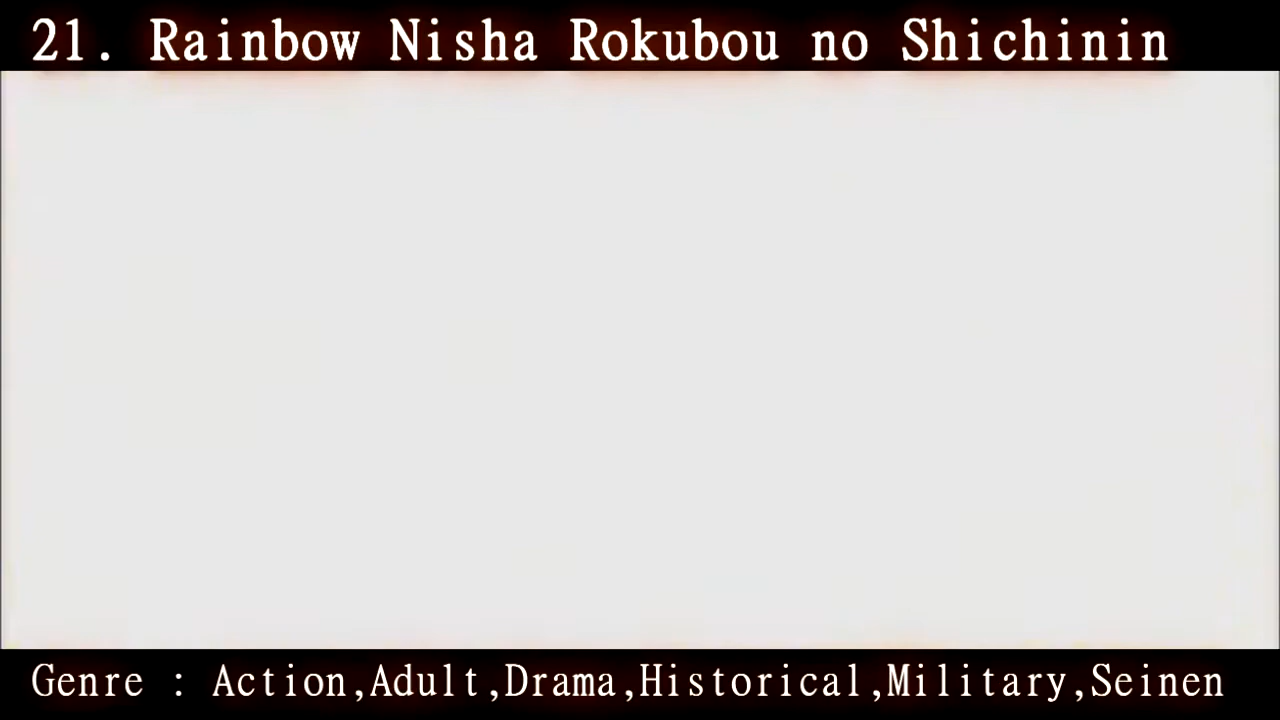 21. Rainbow Nisha Rokubou no Shichinin
Genre : Action,Adult,Drama,Historical,Military,Seinen